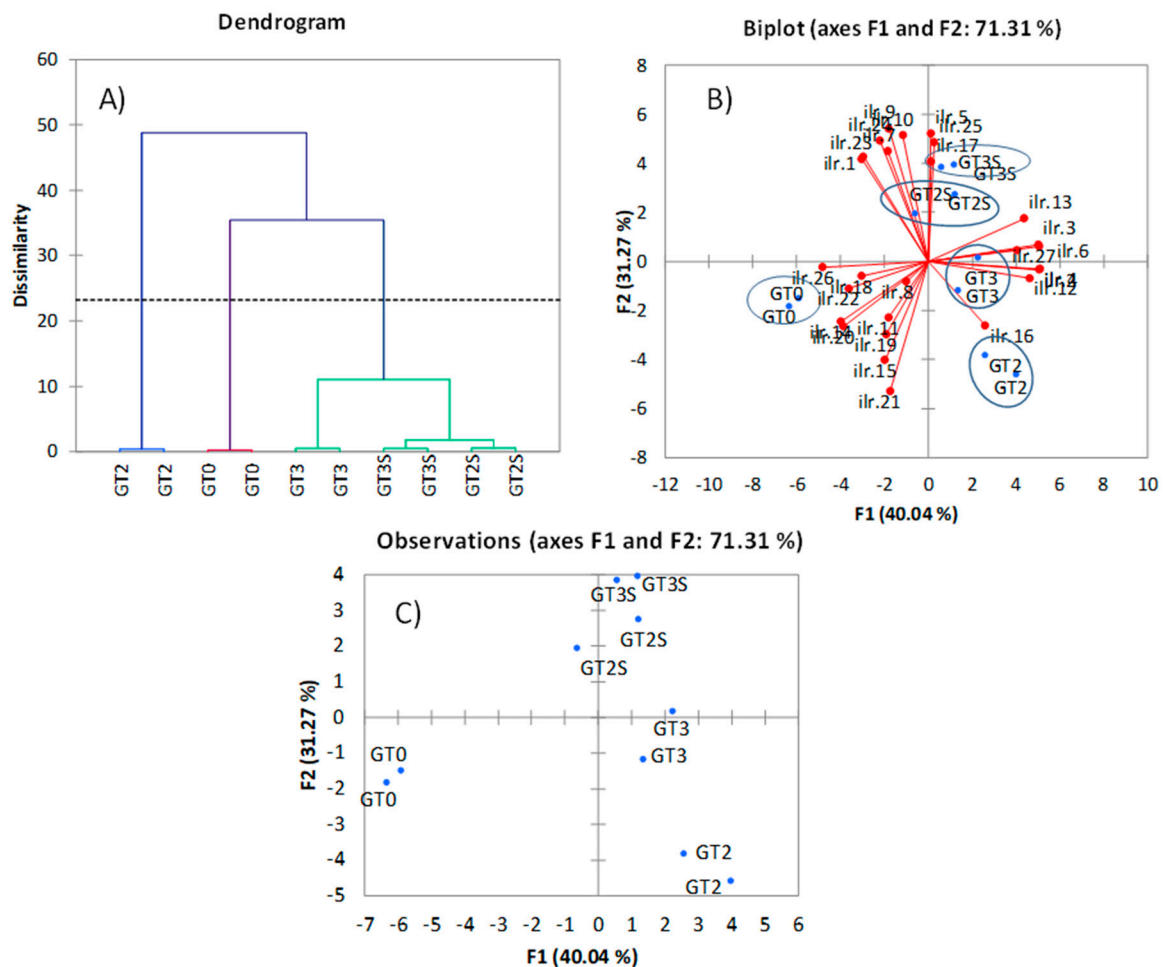 Dendrogram
A)
Dissimilarity
60
50
40
30
20
10
0
GT2
GT2
GT0
GT0
GT3
GT3
GT3S
GT3S
GT2S
GT2S
Biplot (axes F1 and F2: 71.31 %)
B)
F2 (31.27 %)
8
6
4
2
0
-2
-4
-6
-8
ilr.9
ilr.5
ilr.7
ilr.25
ilr.23
ilr.17
ilr.1
GT3S
GT3S
GT2S
GT2S
ilr.13
ilr.3
ilr.6
ilr.27
ilr.26
ilr.18
ilr.8
GT3
ilr.12
GT0
ilr.22
GT3
GT0
ilr.11
ilr.16
ilr.20
ilr.19
ilr.15
GT2
GT2
ilr.21
-12 -10 -8 -6 -4 -2 0 2 4 6 8 10
F1 (40.04 %)
Observations (axes F1 and F2: 71.31 %)
C)
F2 (31.27 %)
4
3
2
1
0
-1
-2
-3
-4
-5
GT3S
GT3S
GT2S
GT2S
GT3
GT3
GT0
GT0
GT2
GT2
-7 -6 -5 -4 -3 -2 -1 0 1 2 3 4 5 6
F1 (40.04 %)